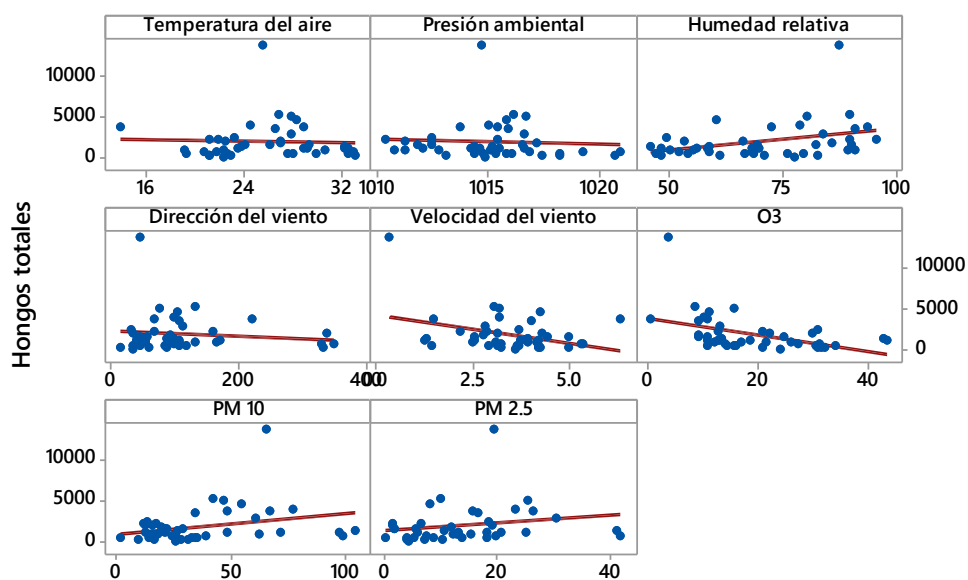 Temperatura del aire Presión ambiental Humedad relativa
10000
5000
0
16 24 32 1010 1015 1020 50 75 100
Dirección del viento Velocidad del viento O3
10000
5000
0
0 200 400 0.0 2.5 5.0 0 20 40
PM 10 PM 2.5
10000
5000
0
0 100 0 20 40
Hongos totales